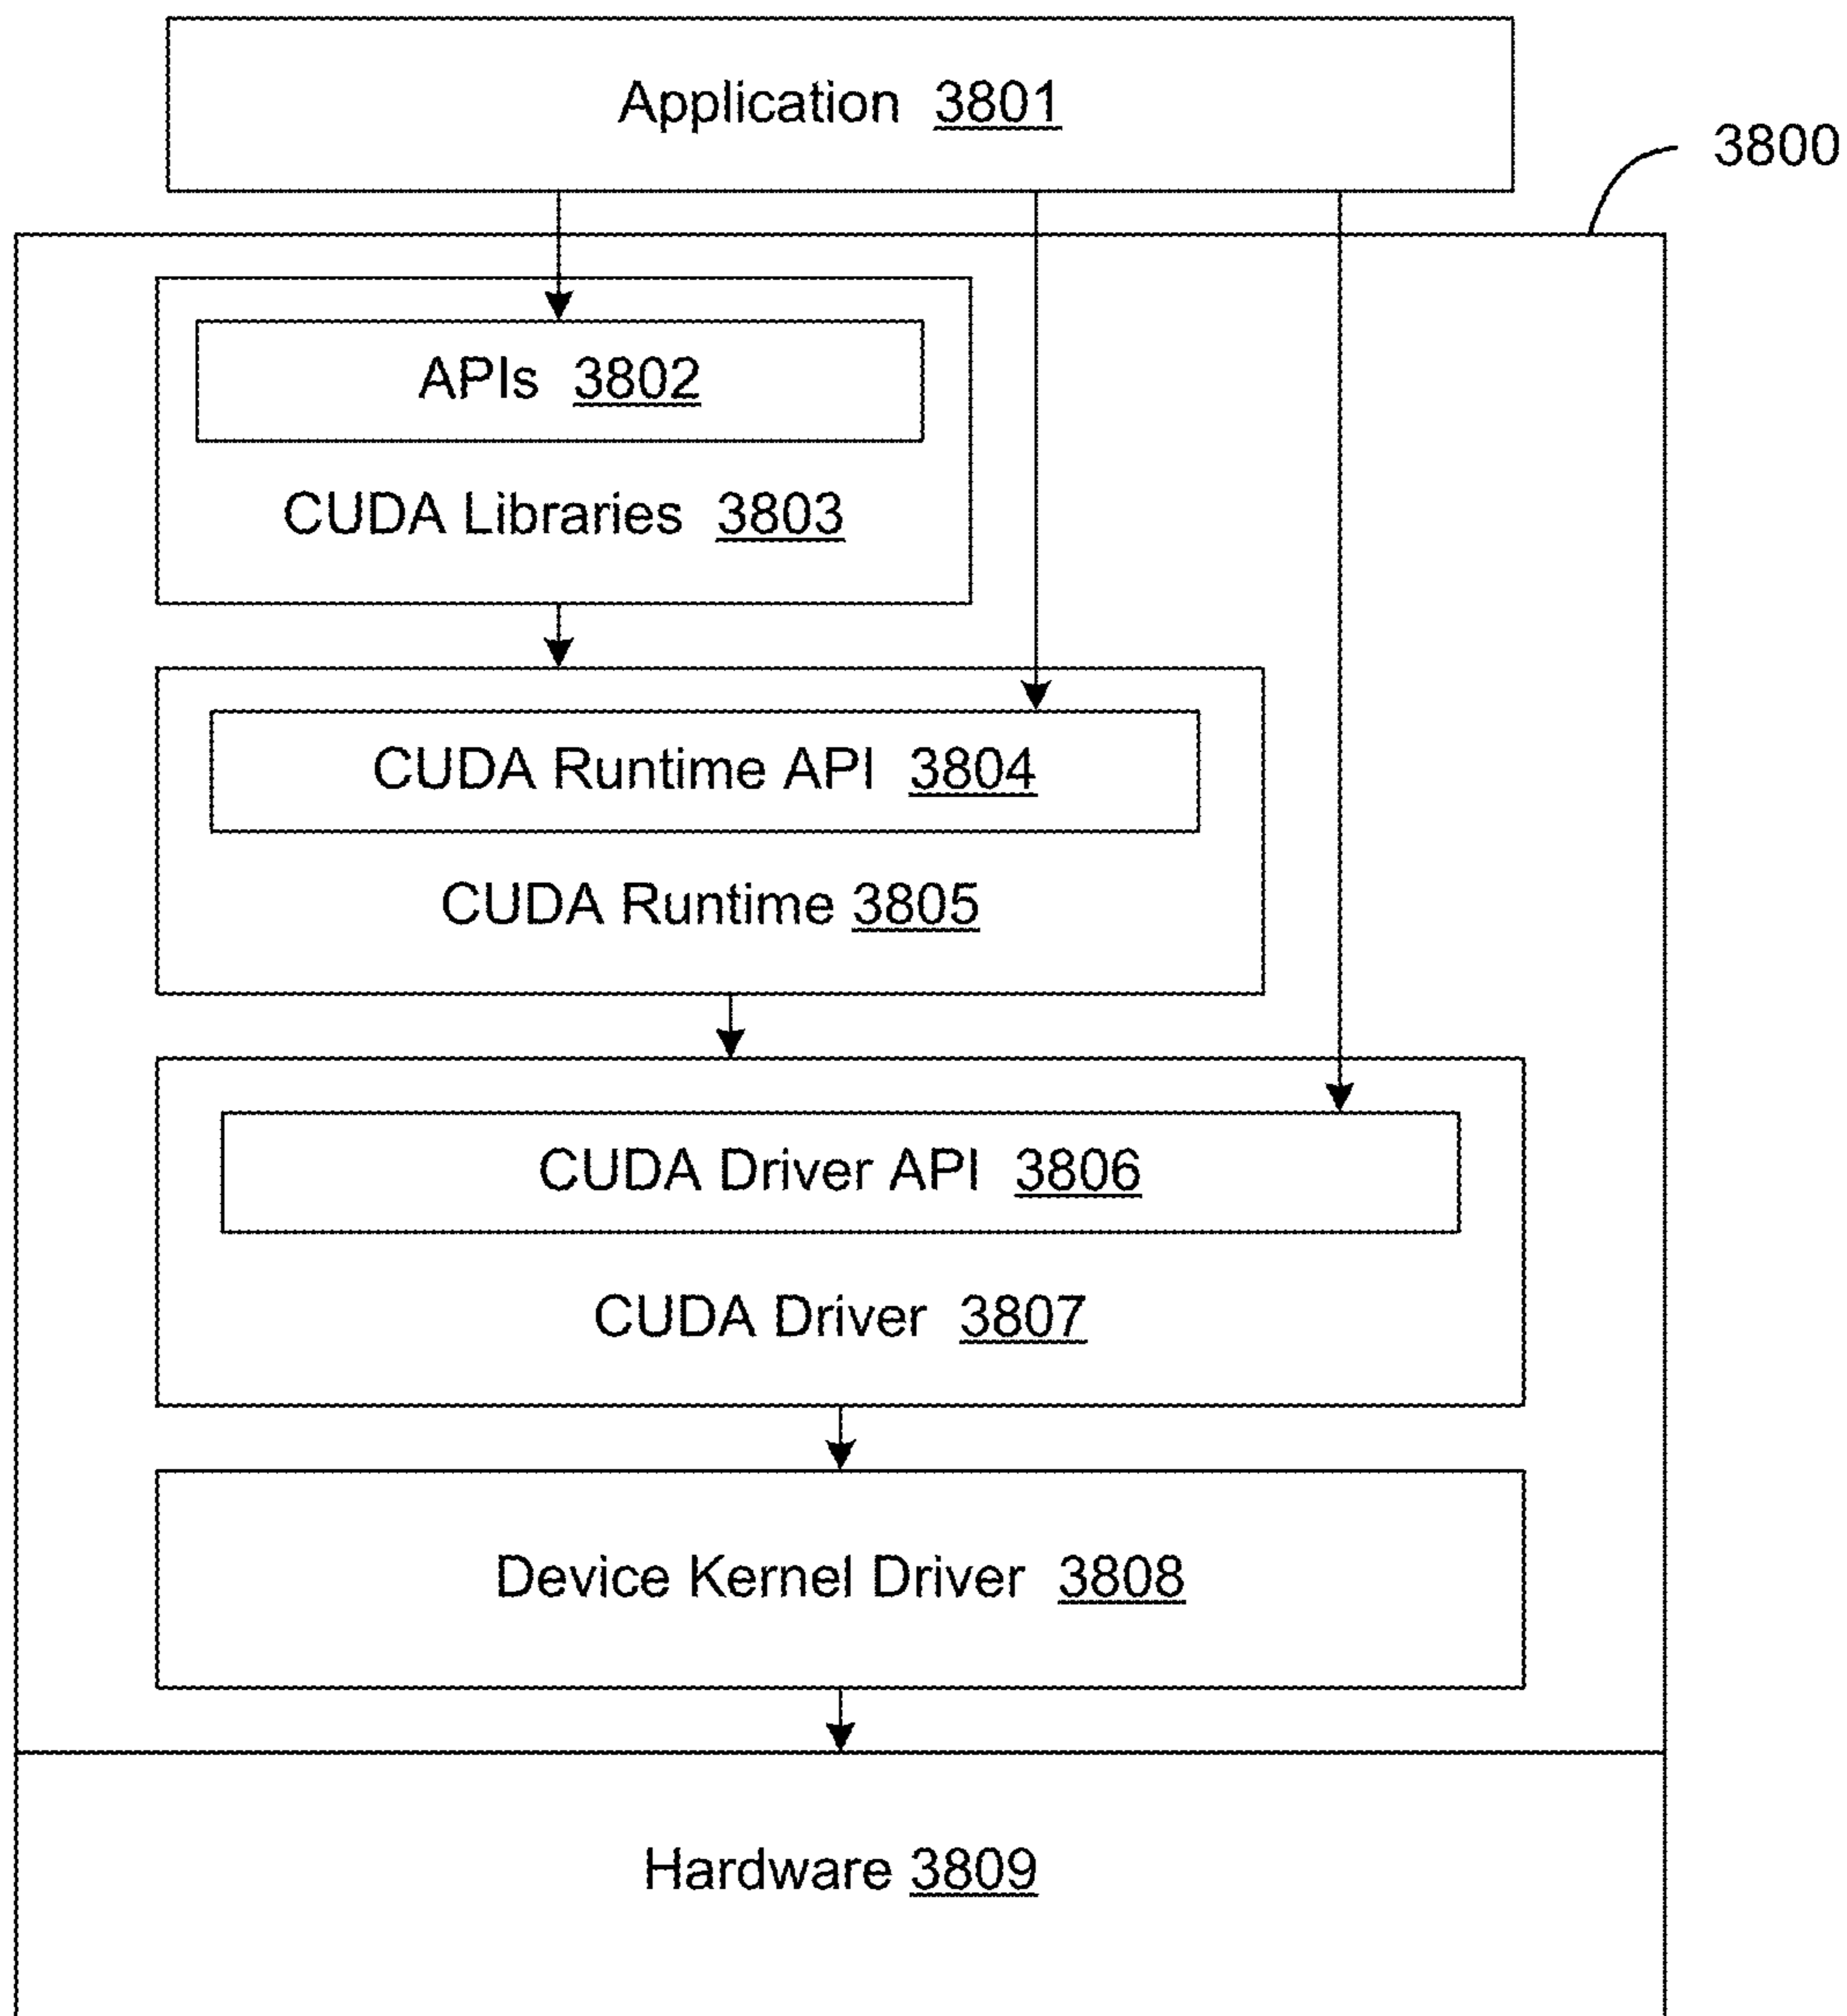 Application 3801
3800
APIs 3802
CUDA Libraries 3803
CUDA Runtime API 3804
CUDA Runtime 3805
CUDA Driver API 3806
CUDA Driver 3807
Device Kernel Driver 3808
Hardware 3809